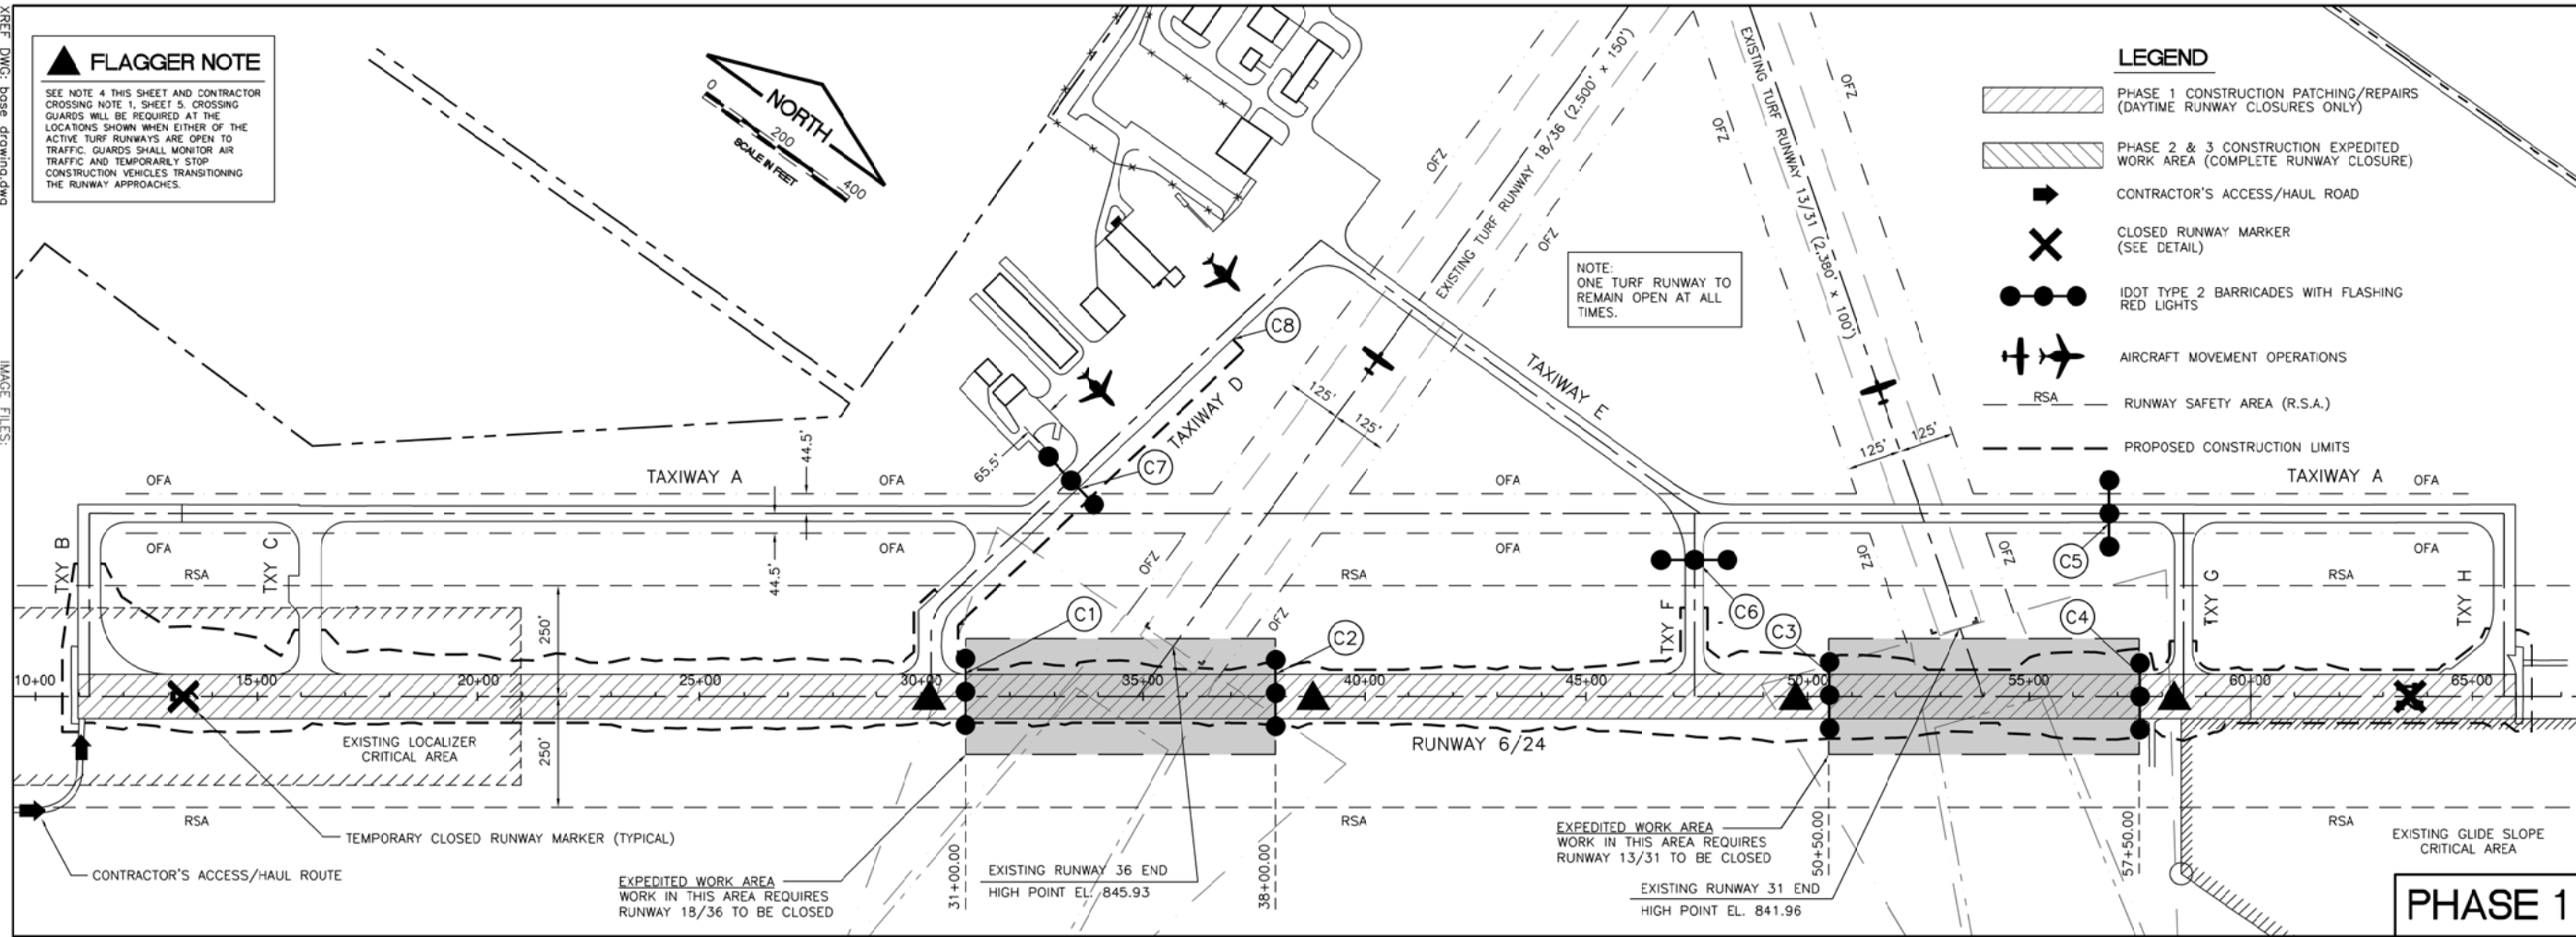 XREF DWG: base drawing.dwg
IMAGE FILES:
FLAGGER NOTE
SEE NOTE 4 THIS SHEET AND CONTRACTOR
CROSSING NOTE 1, SHEET 5. CROSSING
GUARDS WILL BE REQUIRED AT THE
LOCATIONS SHOWN WHEN EITHER OF THE
ACTIVE TURF RUNWAYS ARE OPEN TO
TRAFFIC. GUARDS SHALL MONITOR AIR
TRAFFIC AND TEMPORARILY STOP
CONSTRUCTION VEHICLES TRANSITIONING
THE RUNWAY APPROACHES.
NORTH
0
200
400
SCALE IN FEET
EXISTING TURF RUNWAY 18/36 (2,500' x 150')
OFZ
OFZ
EXISTING TURF RUNWAY 13/31 (2,380' x 100')
OFZ
OFZ
NOTE:
ONE TURF RUNWAY TO
REMAIN OPEN AT ALL
TIMES.
LEGEND
PHASE 1 CONSTRUCTION PATCHING/REPAIRS
(DAYTIME RUNWAY CLOSURES ONLY)
PHASE 2 & 3 CONSTRUCTION EXPEDITED
WORK AREA (COMPLETE RUNWAY CLOSURE)
CONTRACTOR'S ACCESS/HAUL ROAD
CLOSED RUNWAY MARKER
(SEE DETAIL)
IDOT TYPE 2 BARRICADES WITH FLASHING
RED LIGHTS
AIRCRAFT MOVEMENT OPERATIONS
RSA
RUNWAY SAFETY AREA (R.S.A.)
PROPOSED CONSTRUCTION LIMITS
C8
TAXIWAY D
TAXIWAY E
125'
125'
125'
125'
65.5'
C7
44.5'
TAXIWAY A
TAXIWAY A
OFA
OFA
OFA
OFA
TXY B
OFA
TXY C
OFA
44.5'
OFA
OFA
OFZ
OFZ
OFZ
OFZ
C5
RSA
RSA
RSA
TXY G
TXY H
250'
C1
C2
TXY F
C6
C3
C4
10+00
15+00
20+00
25+00
30+00
35+00
40+00
45+00
50+00
55+00
60+00
65+00
EXISTING LOCALIZER
CRITICAL AREA
250'
RUNWAY 6/24
RSA
RSA
RSA
TEMPORARY CLOSED RUNWAY MARKER (TYPICAL)
CONTRACTOR'S ACCESS/HAUL ROUTE
EXPEDITED WORK AREA
WORK IN THIS AREA REQUIRES
RUNWAY 18/36 TO BE CLOSED
31+00.00
EXISTING RUNWAY 36 END
HIGH POINT EL. 845.93
38+00.00
EXPEDITED WORK AREA
WORK IN THIS AREA REQUIRES
RUNWAY 13/31 TO BE CLOSED
50+50.00
EXISTING RUNWAY 31 END
HIGH POINT EL. 841.96
57+50.00
EXISTING GLIDE SLOPE
CRITICAL AREA
PHASE 1